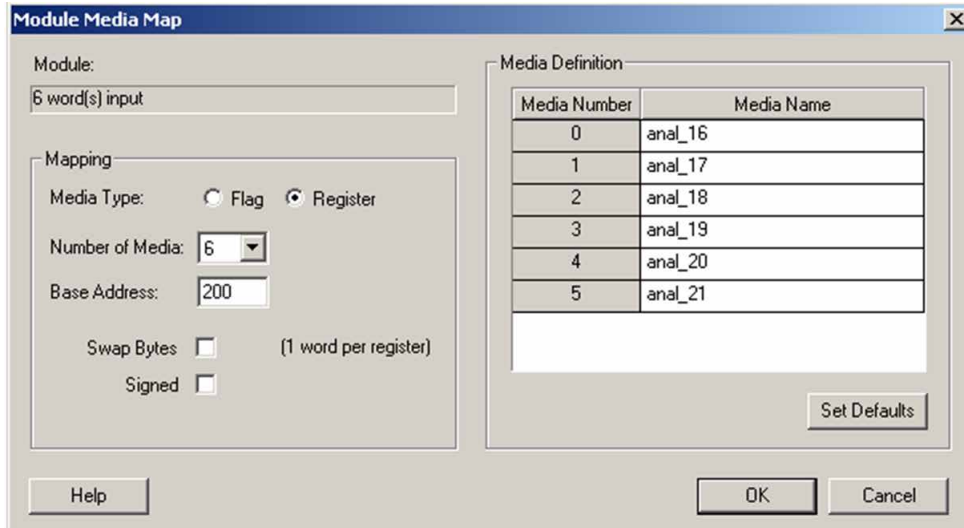 Module Media Map
Module:
6 word(s) input
Mapping
Media Type: Flag Register
Number of Media: 6
Base Address: 200
Swap Bytes (1 word per register)
Signed
Media Definition
Media Number Media Name
0 anal_16
1 anal_17
2 anal_18
3 anal_19
4 anal_20
5 anal_21
Set Defaults
Help
OK
Cancel